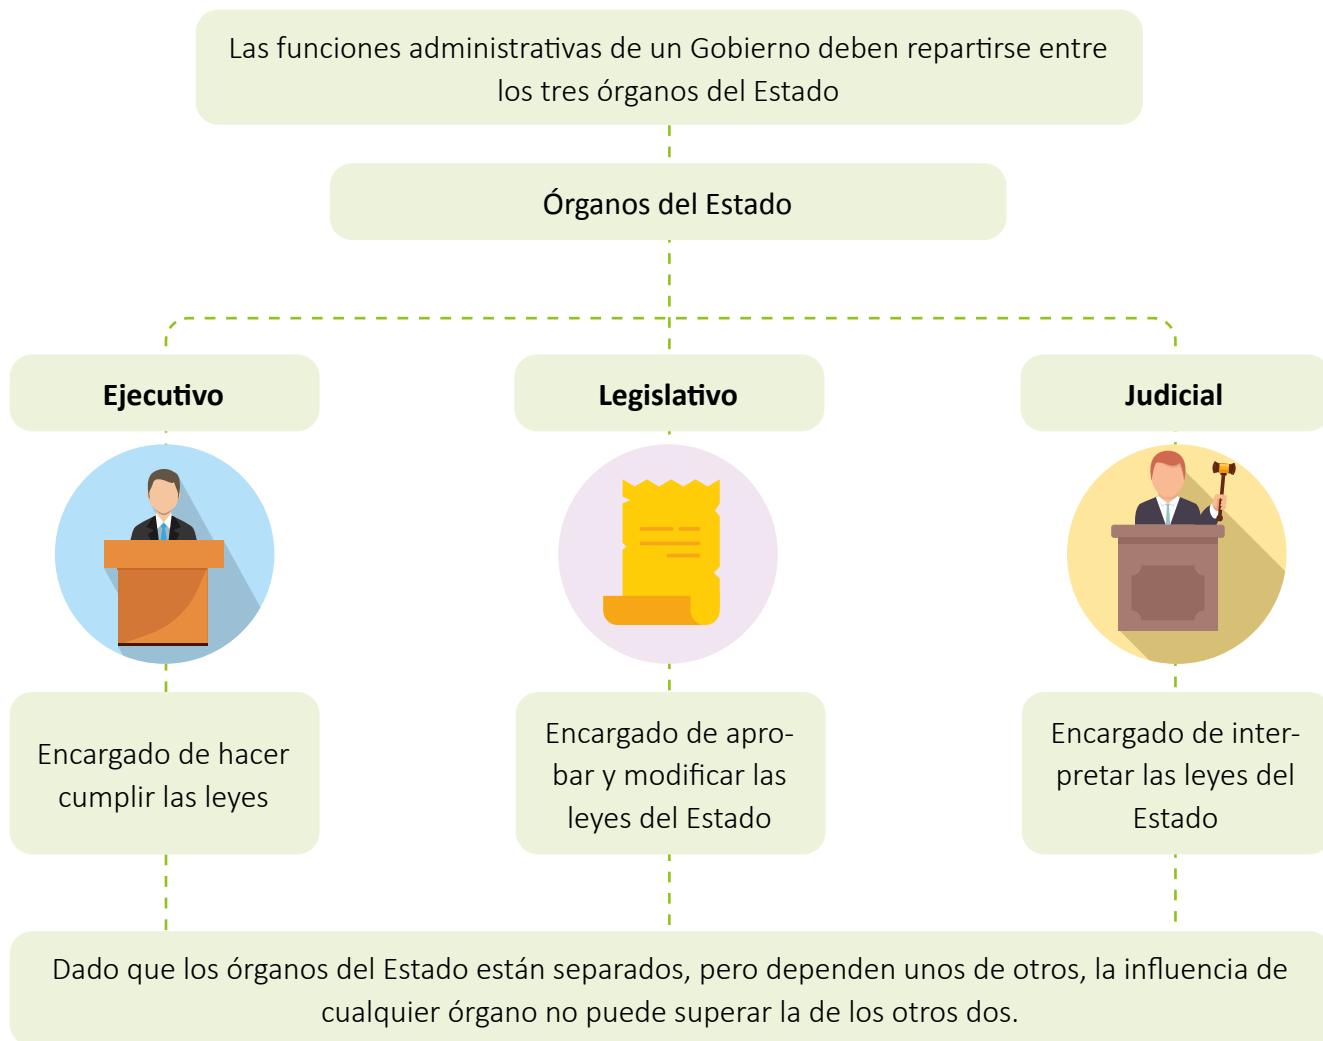 Las funciones administrativas de un Gobierno deben repartirse entre
los tres órganos del Estado
Órganos del Estado
Ejecutivo
Legislativo
Judicial
Encargado de hacer
cumplir las leyes
Encargado de apro-
bar y modificar las
leyes del Estado
Encargado de inter-
pretar las leyes del
Estado
Dado que los órganos del Estado están separados, pero dependen unos de otros, la influencia de
cualquier órgano no puede superar la de los otros dos.